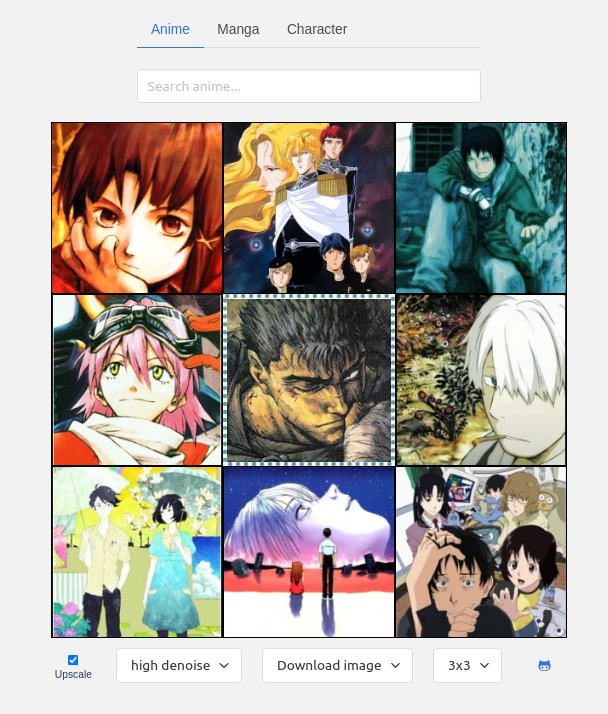 Anime Manga Character
Search anime...
Upscale
high denoise
Download image
3x3